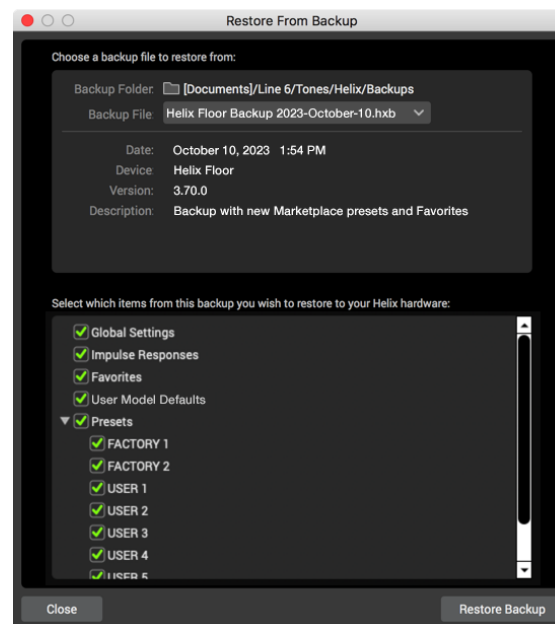 Restore From Backup
Choose a backup file to restore from:
Backup Folder: [Documents]/Line 6/Tones/Helix/Backups
Backup File: Helix Floor Backup 2023-October-10.hxb
Date: October 10, 2023 1:54 PM
Device: Helix Floor
Version: 3.70.0
Description: Backup with new Marketplace presets and Favorites
Select which items from this backup you wish to restore to your Helix hardware:
Global Settings
Impulse Responses
Favorites
User Model Defaults
Presets
FACTORY 1
FACTORY 2
USER 1
USER 2
USER 3
USER 4
USER 5
Close
Restore Backup